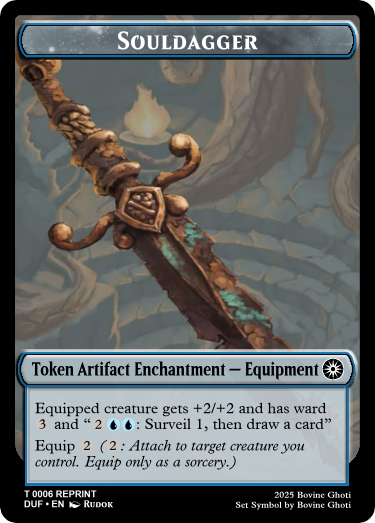 Souldagger
Token Artifact Enchantment — Equipment
Equipped creature gets +2/+2 and has ward
3 and “2: Surveil 1, then draw a card”
Equip 2 (2: Attach to target creature you
control. Equip only as a sorcery.)
T 0006 REPRINT
DUF • EN Rudok
2025 Bovine Ghoti
Set Symbol by Bovine Ghoti